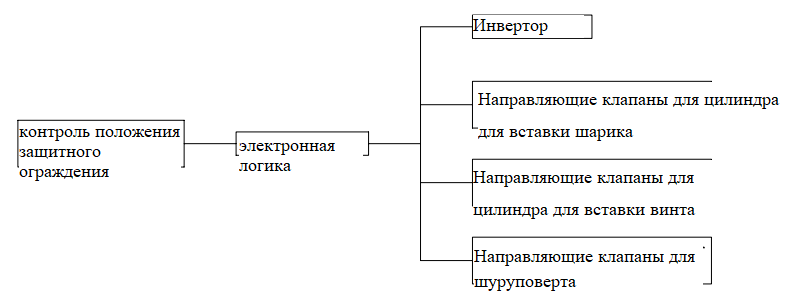 Инвертор
Направляющие клапаны для цилиндра
для вставки шарика
контроль положения
защитного
ограждения
электронная
логика
Направляющие клапаны для
цилиндра для вставки винта
Направляющие клапаны для
шуруповерта